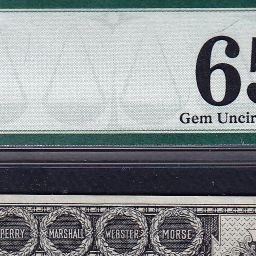 65
Gem Uncir
PERRY MARSHALL WEBSTER MORSE